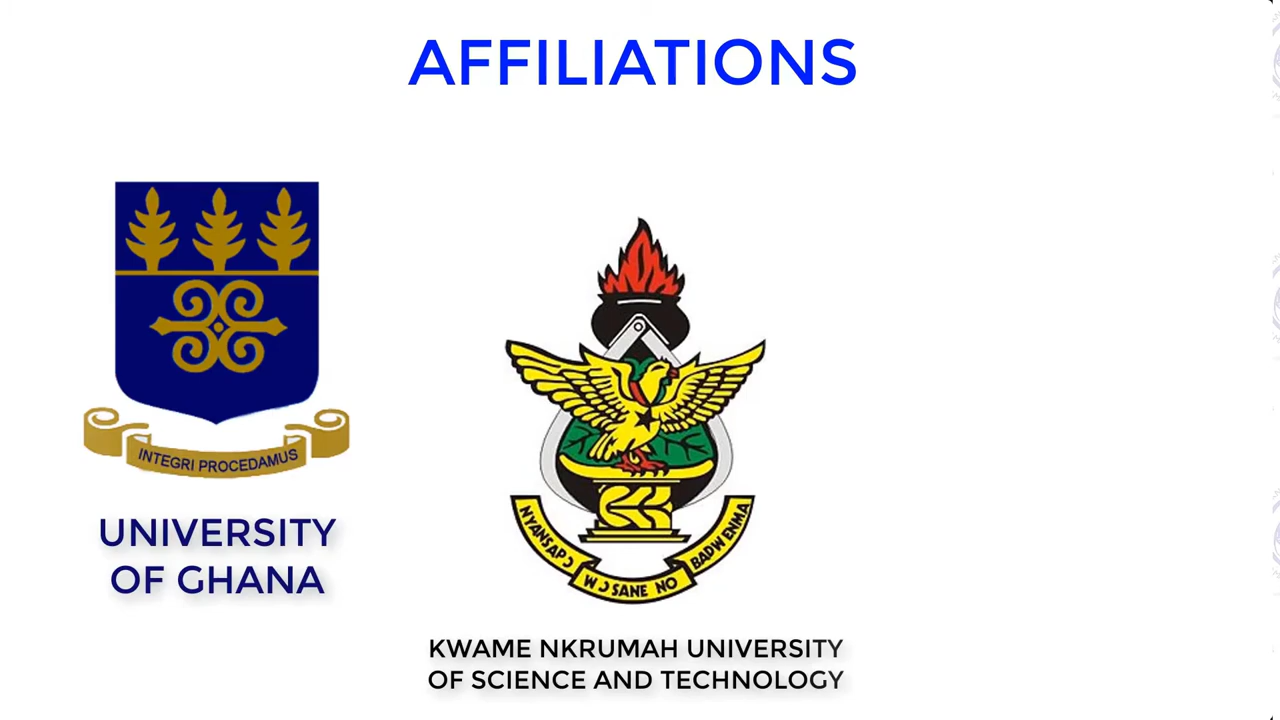 AFFILIATIONS
INTEGRI PROCEDAMUS
UNIVERSITY
OF GHANA
NYANSAPƆ WƆSANE NO BADWENMA
KWAME NKRUMAH UNIVERSITY
OF SCIENCE AND TECHNOLOGY